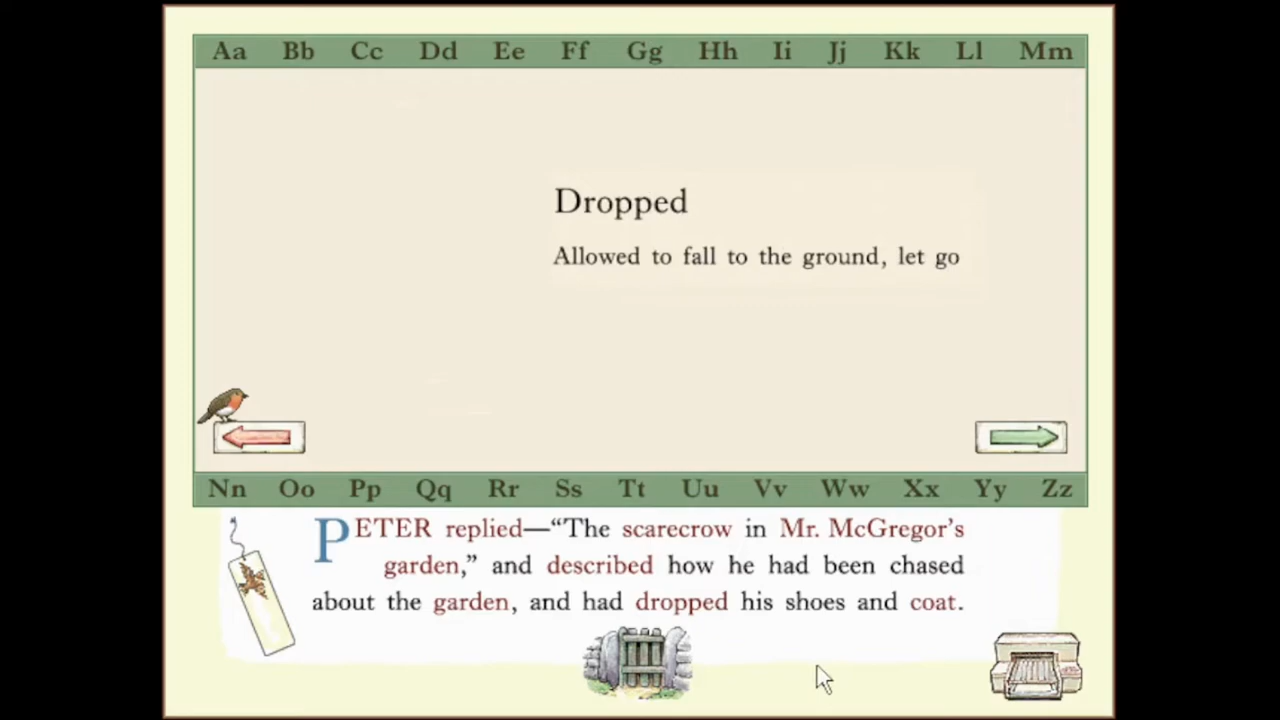 Aa Bb Cc Dd Ee Ff Gg Hh Ii Jj Kk Ll Mm
Dropped
Allowed to fall to the ground, let go
Nn Oo Pp Qq Rr Ss Tt Uu Vv Ww Xx Yy Zz
PETER replied—“The scarecrow in Mr. McGregor’s
garden,” and described how he had been chased
about the garden, and had dropped his shoes and coat.